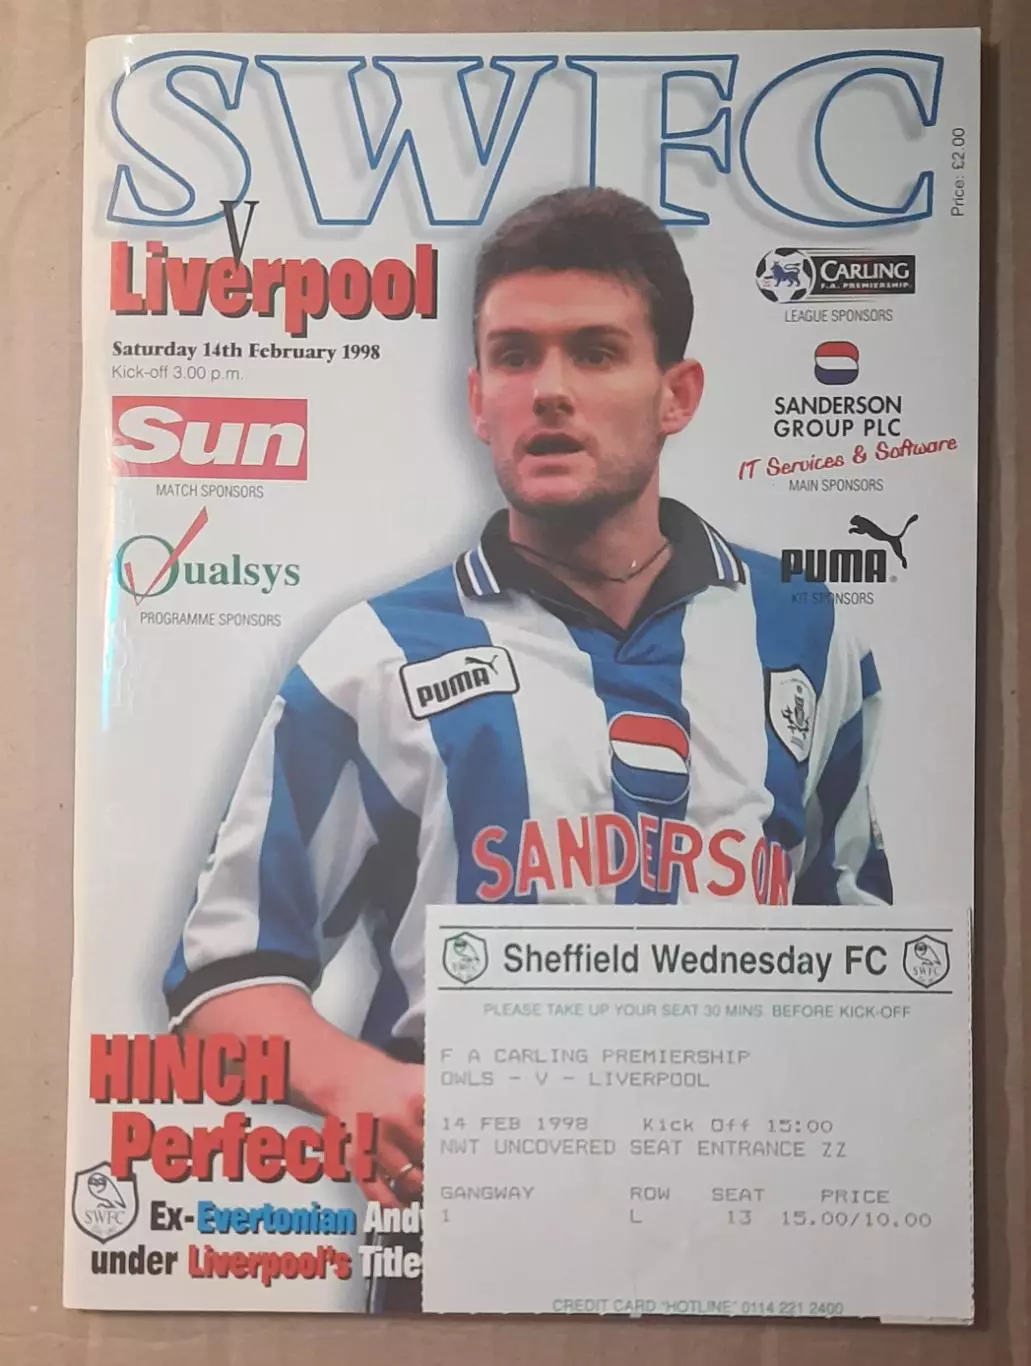 SWFC
V
Liverpool
Saturday 14th February 1998
Kick-off 3.00 p.m.
Sun
MATCH SPONSORS
Qualsys
PROGRAMME SPONSORS
Price: £2.00
CARLING
F.A. PREMIERSHIP
LEAGUE SPONSORS
SANDERSON
GROUP PLC
IT Services & Software
MAIN SPONSORS
PUMA
KIT SPONSORS
PUMA
SANDERSON
HINCH
Perfect!
SWFC
Ex-Evertonian Andy
under Liverpool's Title
Sheffield Wednesday FC
SWFC
SWFC
PLEASE TAKE UP YOUR SEAT 30 MINS. BEFORE KICK-OFF
F A CARLING PREMIERSHIP
OWLS - V - LIVERPOOL
14 FEB 1998 Kick Off 15:00
NWT UNCOVERED SEAT ENTRANCE ZZ
GANGWAY ROW SEAT PRICE
1 L 13 15.00/10.00
CREDIT CARD "HOTLINE" 0114 221 2400